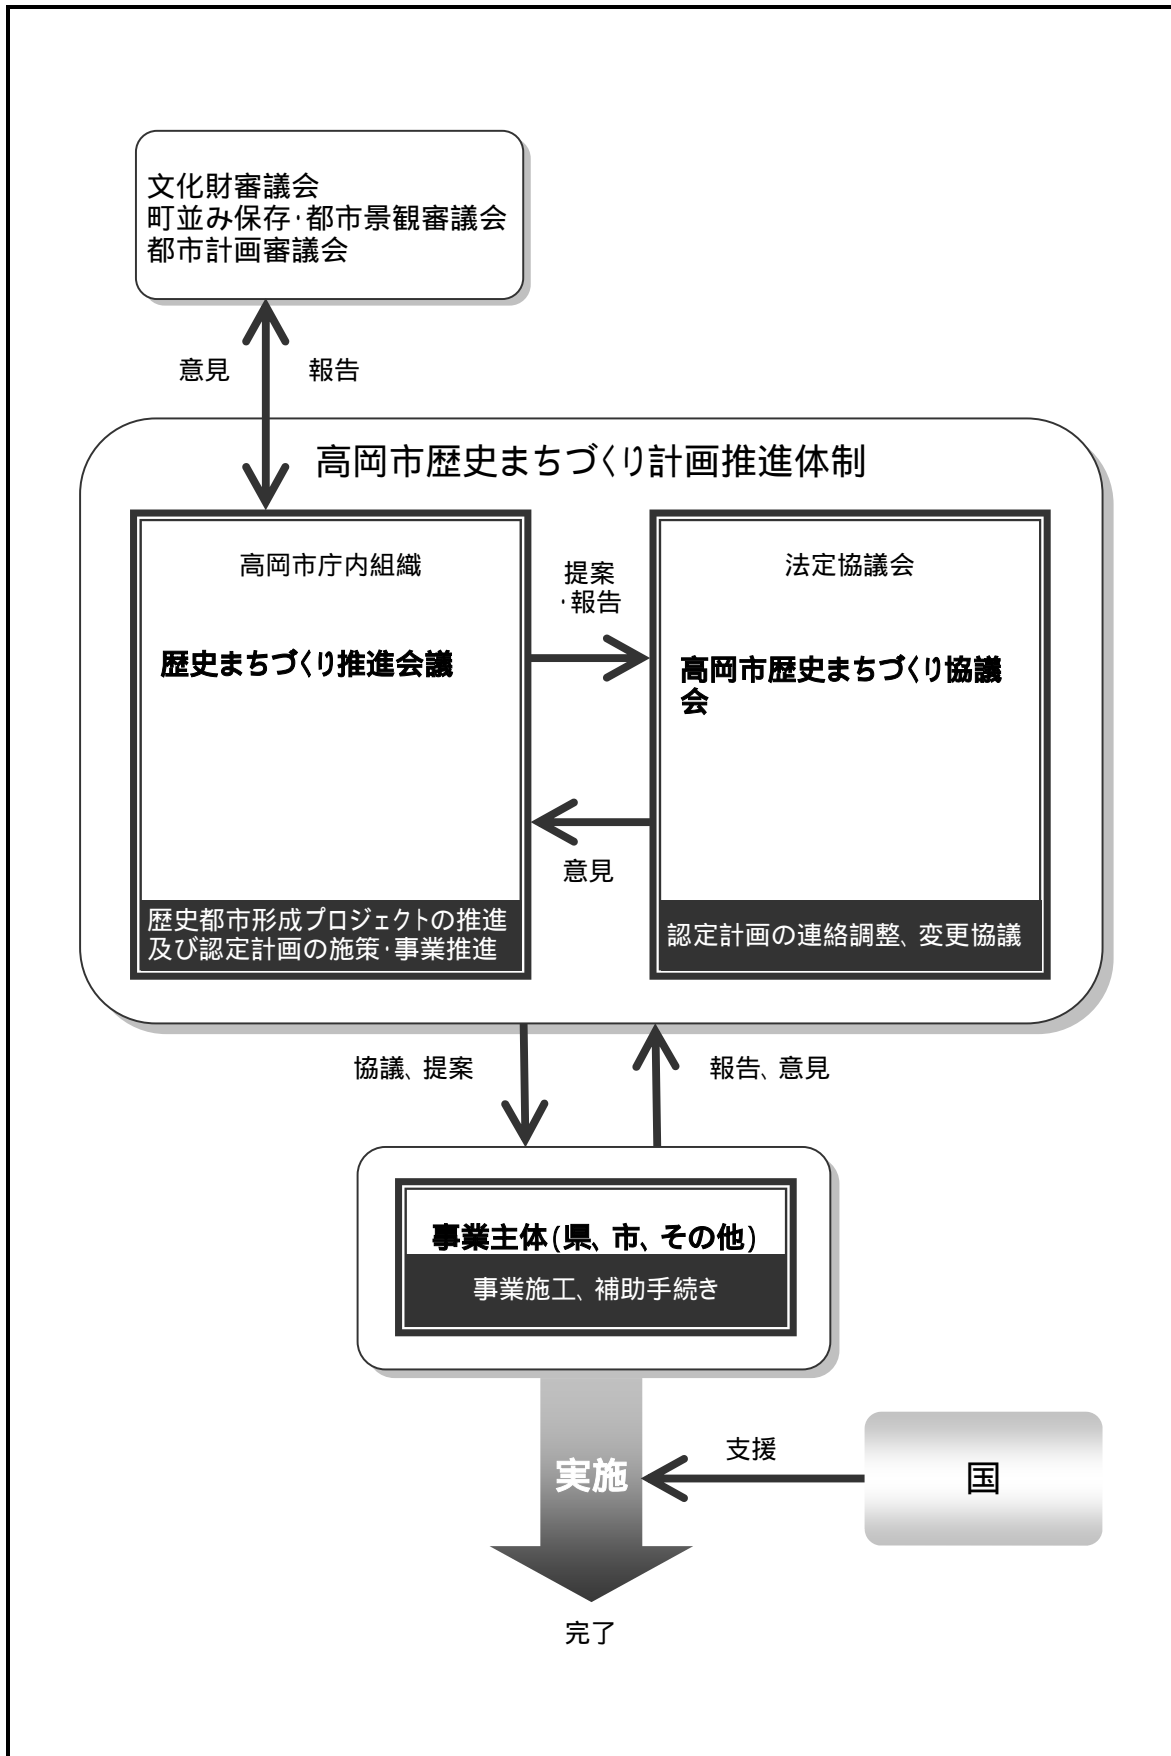 文化財審議会
町並み保存・都市景観審議会
都市計画審議会
意見
報告
高岡市歴史まちづくり計画推進体制
高岡市庁内組織
歴史まちづくり推進会議
歴史都市形成プロジェクトの推進
及び認定計画の施策・事業推進
提案
・報告
意見
法定協議会
高岡市歴史まちづくり協議
会
認定計画の連絡調整、変更協議
協議、提案
報告、意見
事業主体(県、市、その他)
事業施工、補助手続き
実施
支援
国
完了